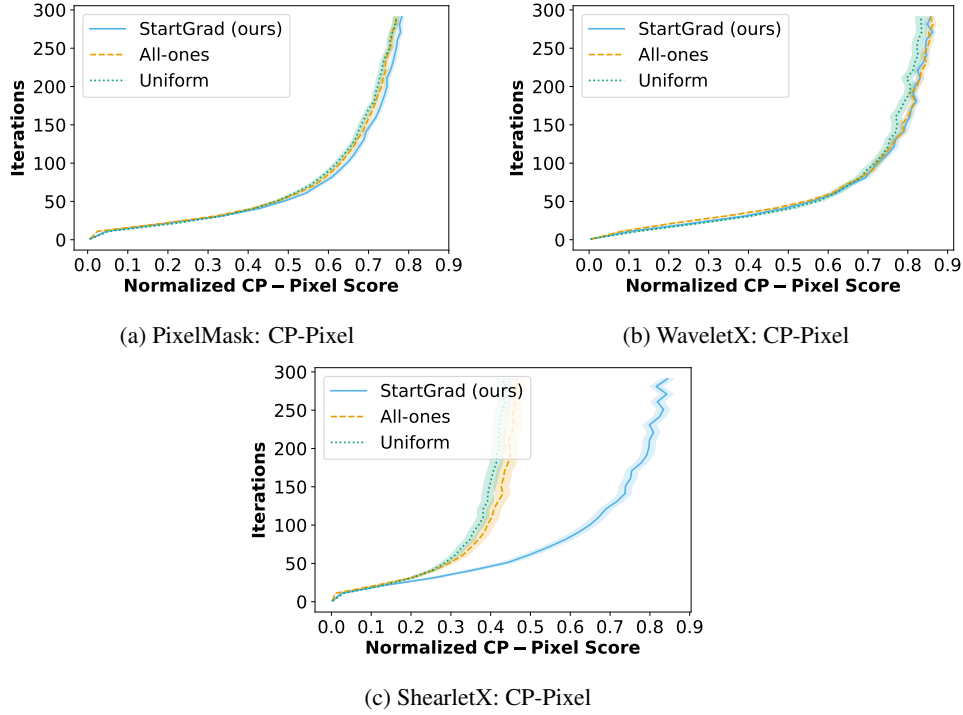 300
250
200
150
100
50
0
Iterations
StartGrad (ours)
All-ones
Uniform
0.0 0.1 0.2 0.3 0.4 0.5 0.6 0.7 0.8 0.9
Normalized CP − Pixel Score
(a) PixelMask: CP-Pixel
300
250
200
150
100
50
0
Iterations
StartGrad (ours)
All-ones
Uniform
0.0 0.1 0.2 0.3 0.4 0.5 0.6 0.7 0.8 0.9
Normalized CP − Pixel Score
(b) WaveletX: CP-Pixel
300
250
200
150
100
50
0
Iterations
StartGrad (ours)
All-ones
Uniform
0.0 0.1 0.2 0.3 0.4 0.5 0.6 0.7 0.8 0.9
Normalized CP − Pixel Score
(c) ShearletX: CP-Pixel